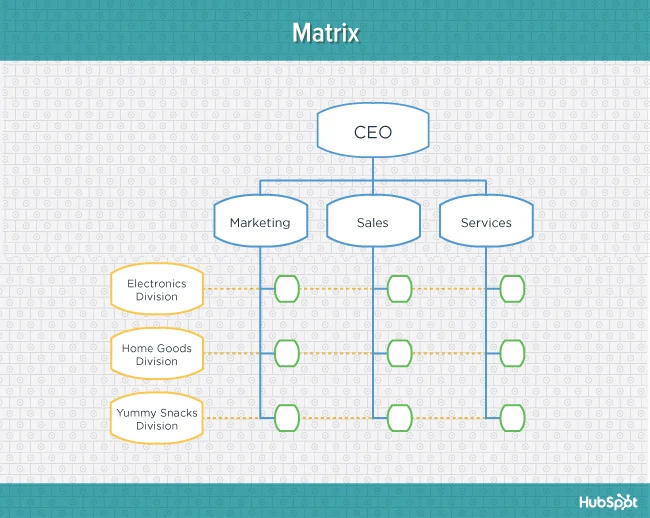 Matrix
CEO
Marketing
Sales
Services
Electronics
Division
Home Goods
Division
Yummy Snacks
Division
HubSpot